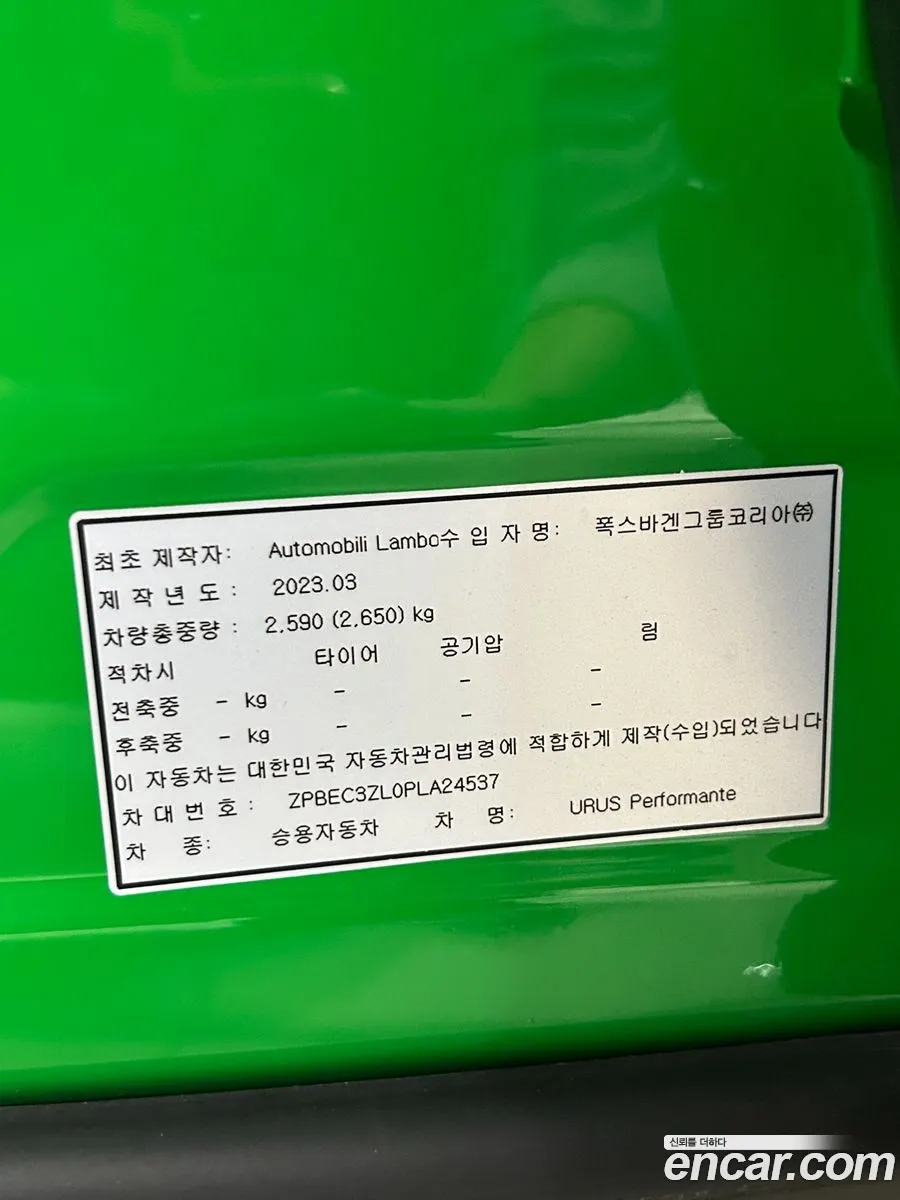 최초 제작자: Automobili Lambo수 입 자 명: 폭스바겐그룹코리아㈜
제 작 년 도 : 2023.03
차량총중량 : 2,590 (2,650) kg
적차시 타이어 공기압 림
전축중 - kg - - -
후축중 - kg - - -
이 자동차는 대한민국 자동차관리법령에 적합하게 제작(수입)되었습니다
차 대 번 호 : ZPBEC3ZL0PLA24537
차 종: 승용자동차 차 명: URUS Performante
신뢰를 더하다
encar.com